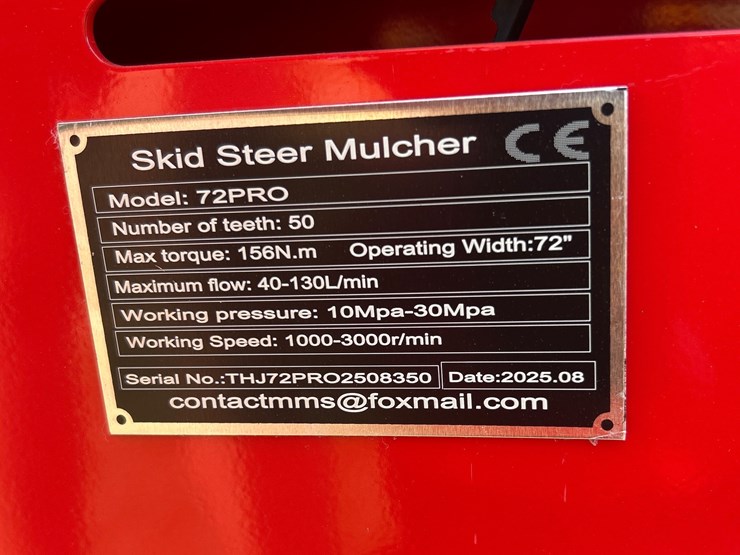 Skid Steer Mulcher CE
Model: 72PRO
Number of teeth: 50
Max torque: 156N.m Operating Width:72"
Maximum flow: 40-130L/min
Working pressure: 10Mpa-30Mpa
Working Speed: 1000-3000r/min
Serial No.:THJ72PRO2508350 Date:2025.08
contactmms@foxmail.com